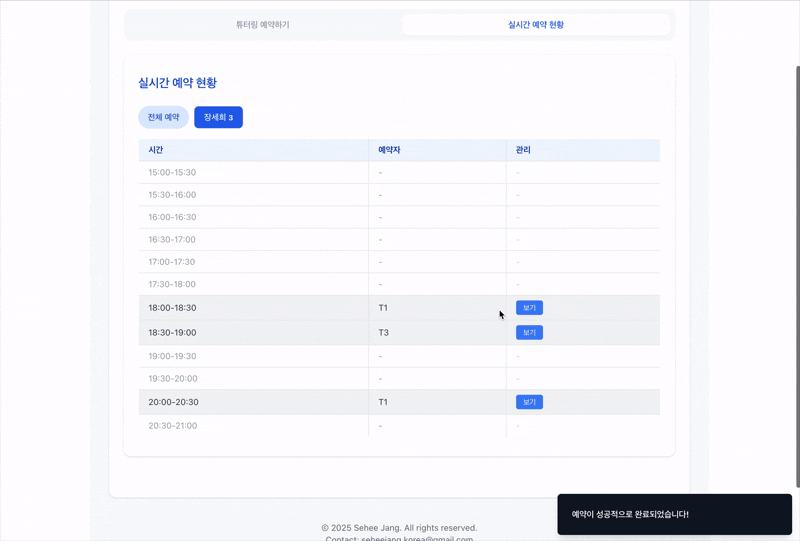 튜터링 예약하기 실시간 예약 현황
실시간 예약 현황
전체 예약 장세희 3
시간 예약자 관리
15:00-15:30 - -
15:30-16:00 - -
16:00-16:30 - -
16:30-17:00 - -
17:00-17:30 - -
17:30-18:00 - -
18:00-18:30 T1 보기
18:30-19:00 T3 보기
19:00-19:30 - -
19:30-20:00 - -
20:00-20:30 T1 보기
20:30-21:00 - -
예약이 성공적으로 완료되었습니다!
© 2025 Sehee Jang. All rights reserved.
Contact: seheejang.korea@gmail.com